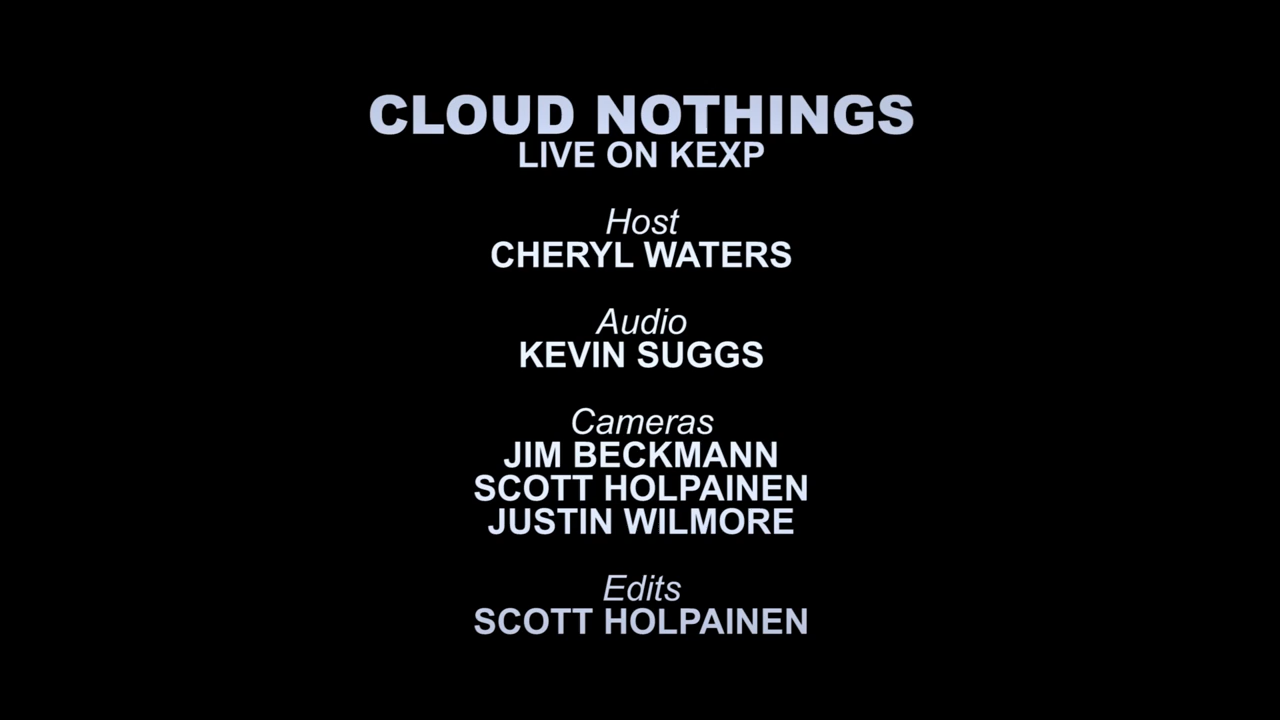 CLOUD NOTHINGS
LIVE ON KEXP
Host
CHERYL WATERS
Audio
KEVIN SUGGS
Cameras
JIM BECKMANN
SCOTT HOLPAINEN
JUSTIN WILMORE
Edits
SCOTT HOLPAINEN